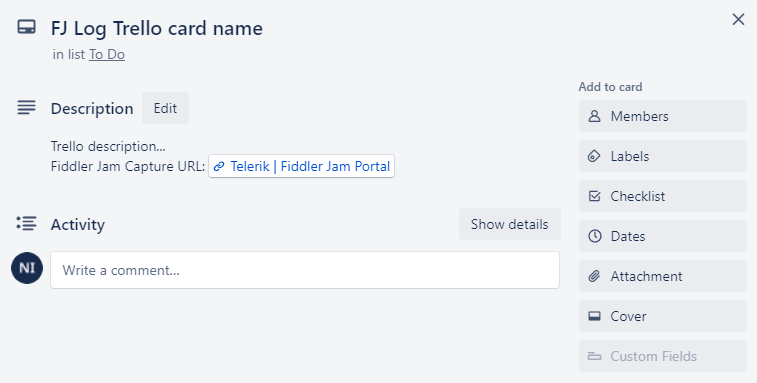 FJ Log Trello card name
in list To Do
Description
Edit
Trello description...
Fiddler Jam Capture URL: Telerik | Fiddler Jam Portal
Activity
Show details
NI
Write a comment...
Add to card
Members
Labels
Checklist
Dates
Attachment
Cover
Custom Fields